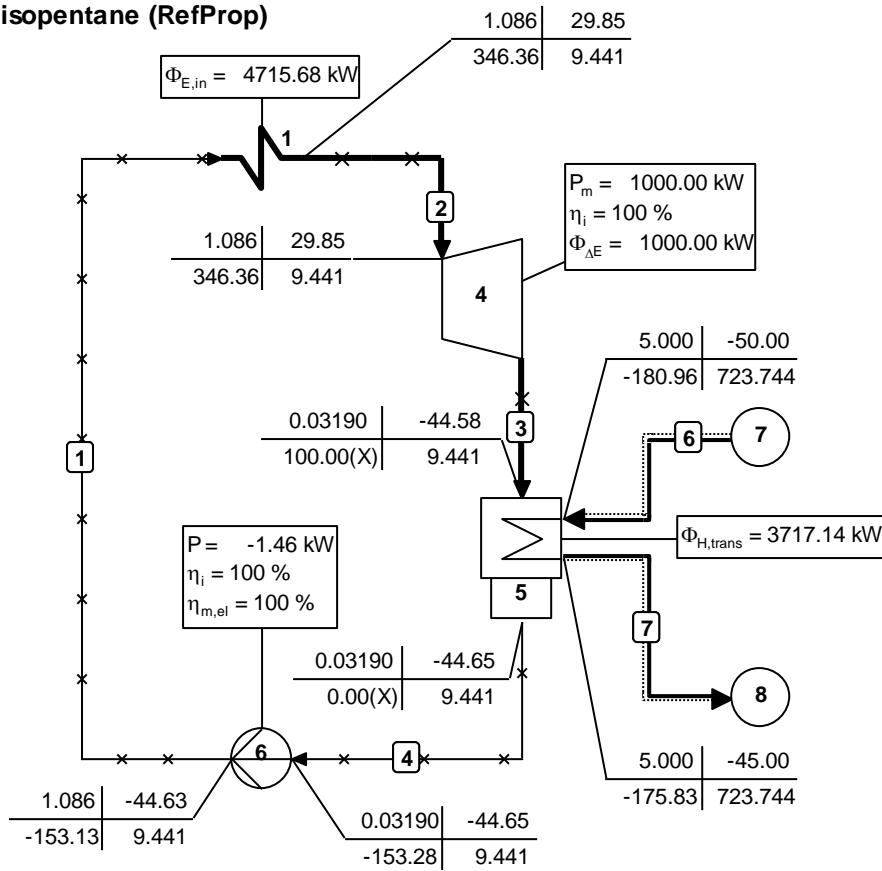 isopentane (RefProp)
1.086 29.85
346.36 9.441
Φ_E,in = 4715.68 kW
1
P_m = 1000.00 kW
η_i = 100 %
Φ_ΔE = 1000.00 kW
2
1.086 29.85
346.36 9.441
4
5.000 -50.00
-180.96 723.744
0.03190 -44.58
100.00(X) 9.441
3
6
7
1
P = -1.46 kW
η_i = 100 %
η_m,el = 100 %
Φ_H,trans = 3717.14 kW
5
7
0.03190 -44.65
0.00(X) 9.441
8
6
4
5.000 -45.00
-175.83 723.744
1.086 -44.63
-153.13 9.441
0.03190 -44.65
-153.28 9.441